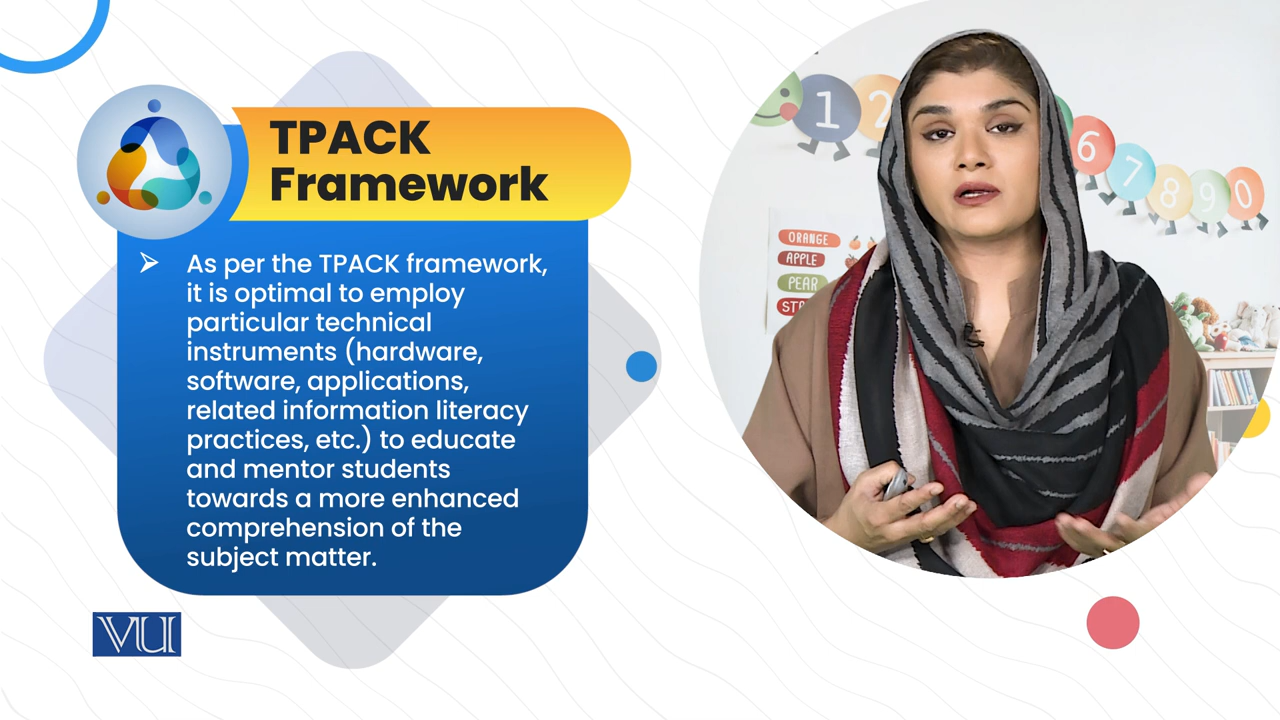 TPACK
Framework
As per the TPACK framework,
it is optimal to employ
particular technical
instruments (hardware,
software, applications,
related information literacy
practices, etc.) to educate
and mentor students
towards a more enhanced
comprehension of the
subject matter.
VU
1 2
6 7 8 9 0
ORANGE
APPLE
PEAR